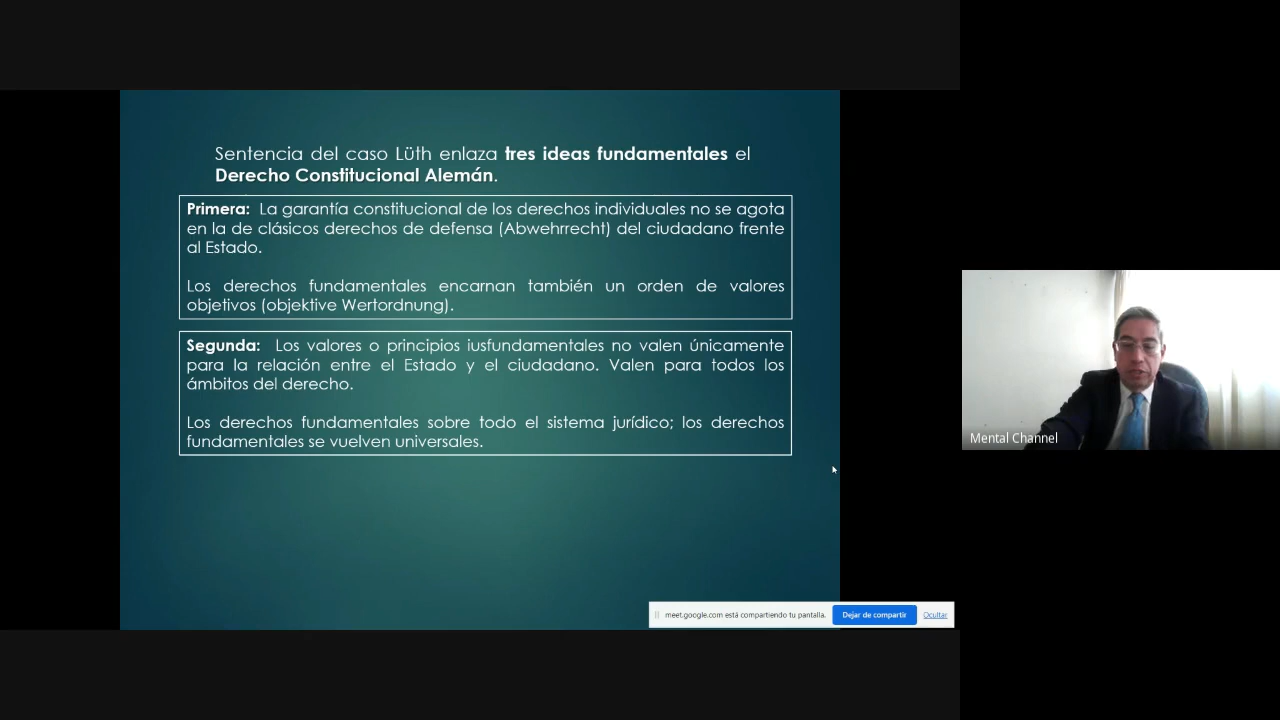 Sentencia del caso Lüth enlaza tres ideas fundamentales el
Derecho Constitucional Alemán.
Primera: La garantía constitucional de los derechos individuales no se agota
en la de clásicos derechos de defensa (Abwehrrecht) del ciudadano frente
al Estado.
Los derechos fundamentales encarnan también un orden de valores
objetivos (objektive Wertordnung).
Segunda: Los valores o principios iusfundamentales no valen únicamente
para la relación entre el Estado y el ciudadano. Valen para todos los
ámbitos del derecho.
Los derechos fundamentales sobre todo el sistema jurídico; los derechos
fundamentales se vuelven universales.
Mental Channel
meet.google.com está compartiendo tu pantalla.
Dejar de compartir
Ocultar